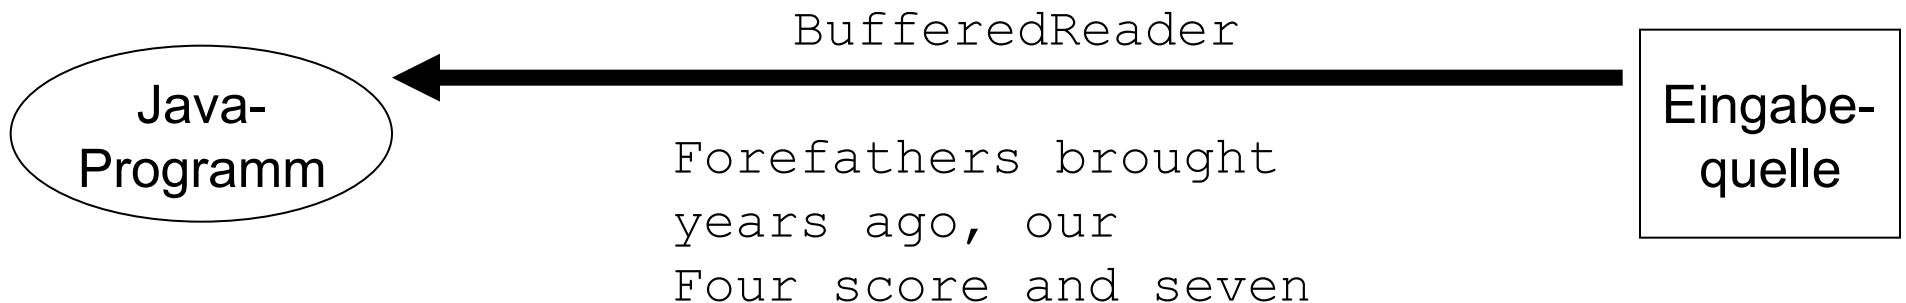 BufferedReader
Java-
Programm
Forefathers brought
years ago, our
Four score and seven
Eingabe-
quelle